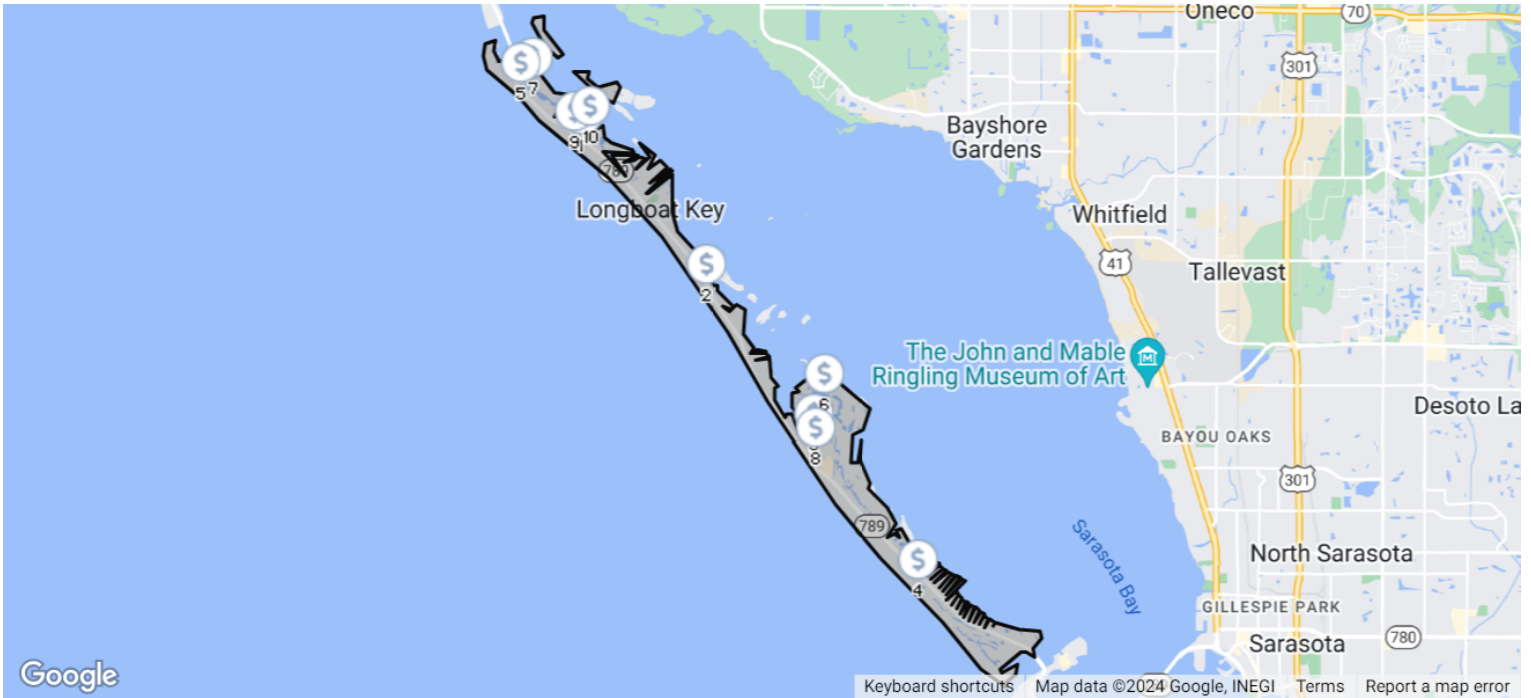 Oneco
70
301
$
$
5
7
$
$
9
10
Bayshore
Gardens
789
Longboat Key
Whitfield
41
Tallevast
$
2
The John and Mable
Ringling Museum of Art
M
$
6
$
8
Desoto La
BAYOU OAKS
301
789
Sarasota Bay
North Sarasota
$
4
GILLESPIE PARK
Sarasota
780
Google
Keyboard shortcuts
Map data ©2024 Google, INEGI
Terms
Report a map error